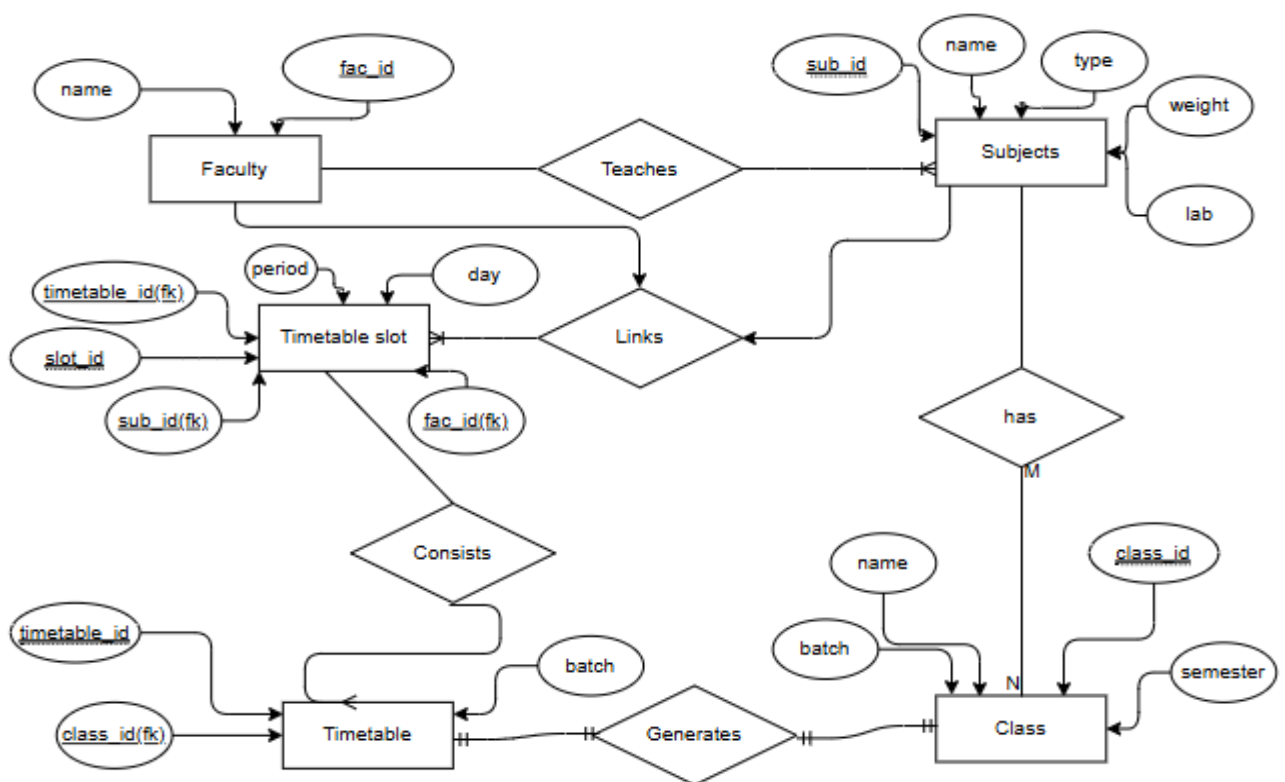 fac_id
name
Faculty
Teaches
sub_id
name
type
weight
Subjects
lab
period
day
timetable_id(fk)
Timetable slot
Links
slot_id
sub_id(fk)
fac_id(fk)
has
M
Consists
name
class_id
timetable_id
batch
batch
semester
N
class_id(fk)
Timetable
Generates
Class